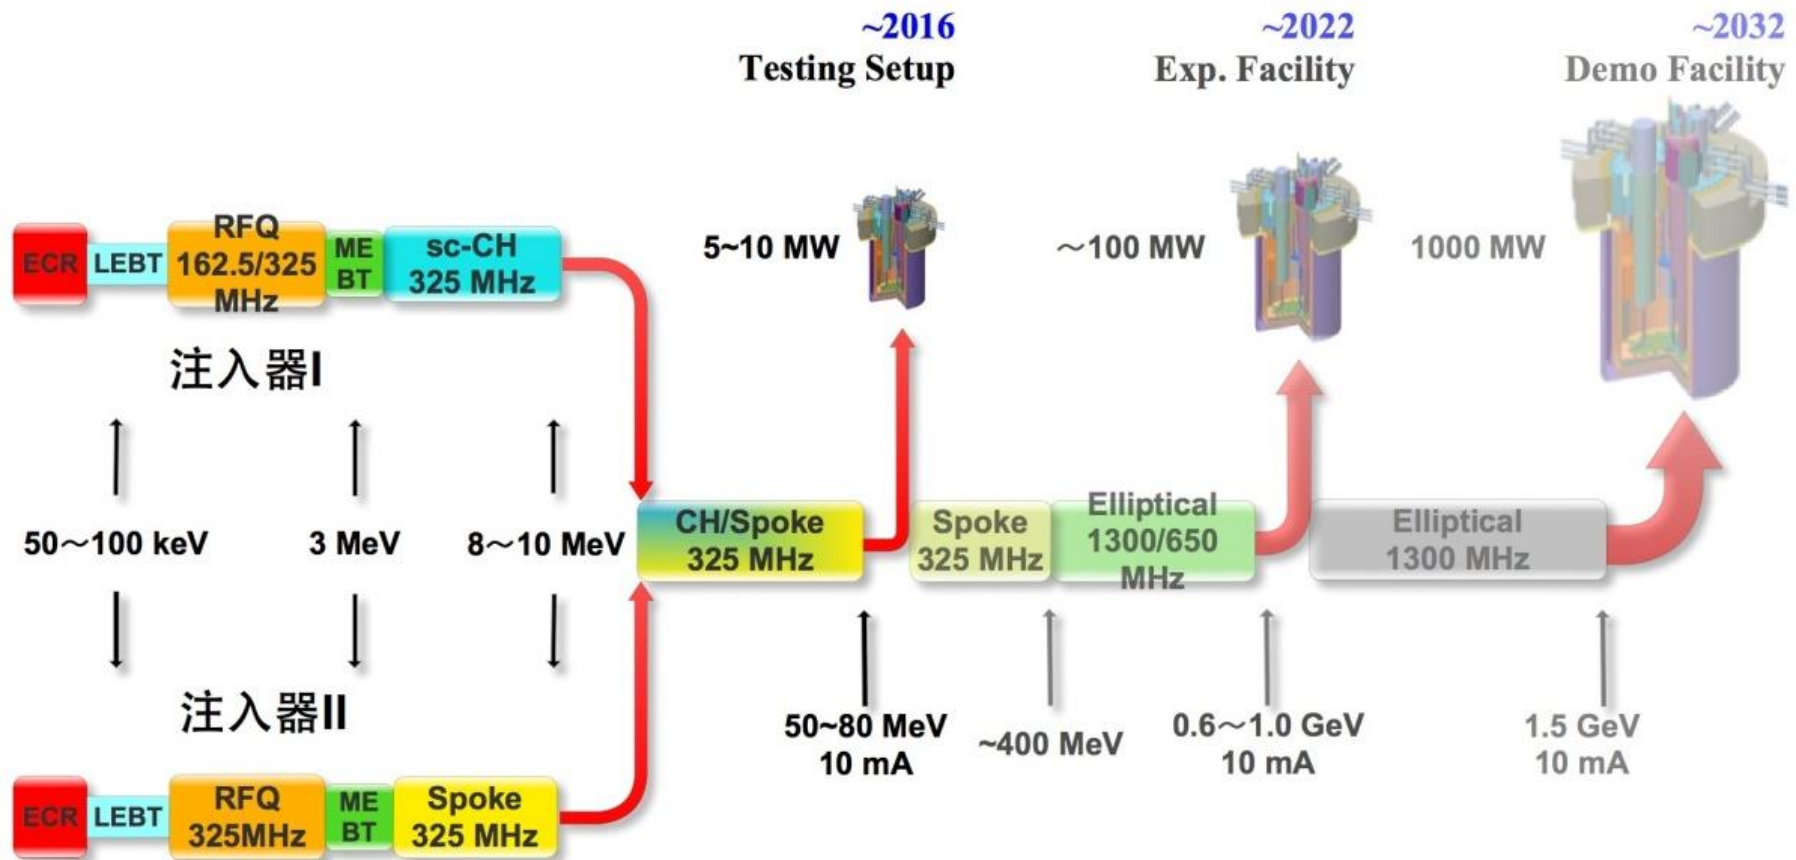 ~2016
Testing Setup
~2022
Exp. Facility
~2032
Demo Facility
5~10 MW
～100 MW
1000 MW
ECR
LEBT
RFQ
162.5/325
MHz
ME
BT
sc-CH
325 MHz
注入器I
50～100 keV
3 MeV
8～10 MeV
CH/Spoke
325 MHz
Spoke
325 MHz
Elliptical
1300/650
MHz
Elliptical
1300 MHz
注入器II
50~80 MeV
10 mA
~400 MeV
0.6～1.0 GeV
10 mA
1.5 GeV
10 mA
ECR
LEBT
RFQ
325MHz
ME
BT
Spoke
325 MHz